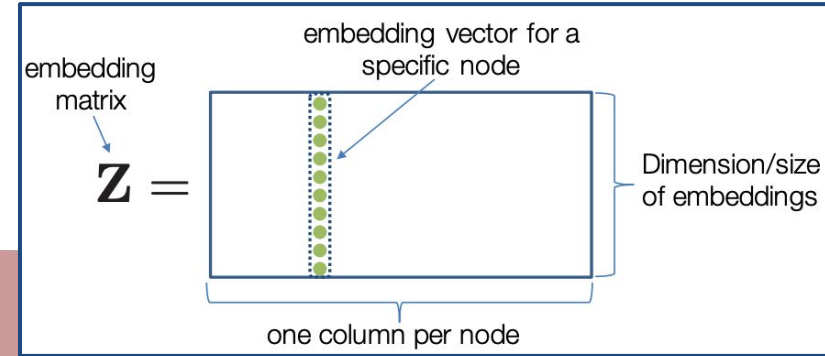 embedding vector for a
specific node
embedding
matrix
Z =
Dimension/size
of embeddings
one column per node